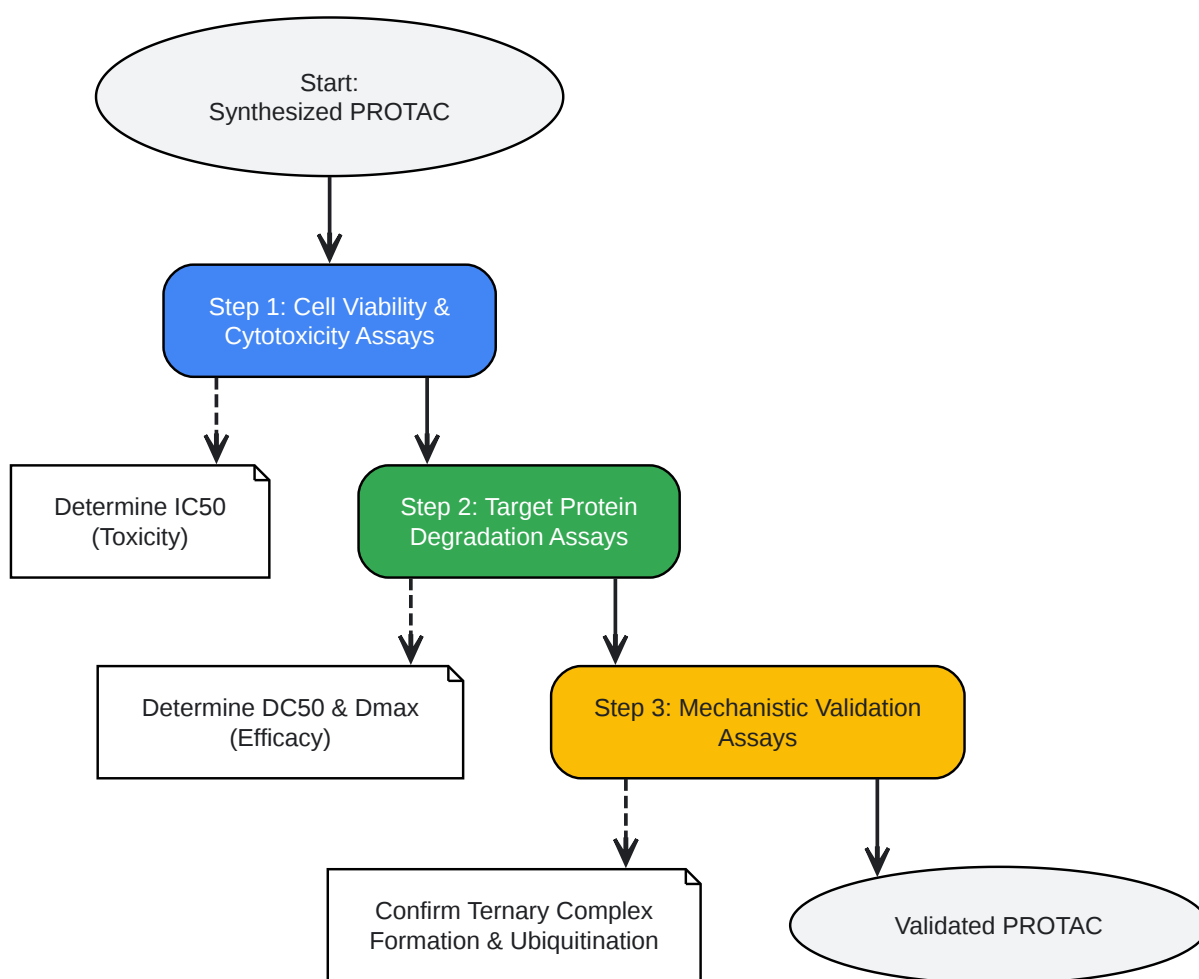 Start:
Synthesized PROTAC
Step 1: Cell Viability &
Cytotoxicity Assays
Determine IC50
(Toxicity)
Step 2: Target Protein
Degradation Assays
Determine DC50 & Dmax
(Efficacy)
Step 3: Mechanistic Validation
Assays
Confirm Ternary Complex
Formation & Ubiquitination
Validated PROTAC